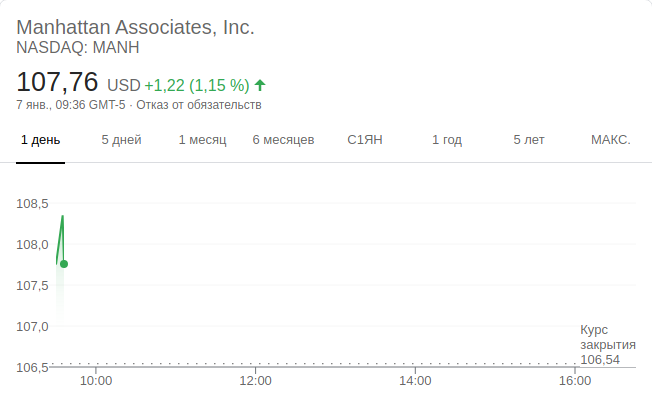 Manhattan Associates, Inc.
NASDAQ: MANH
107,76 USD +1,22 (1,15 %)
7 янв., 09:36 GMT-5 · Отказ от обязательств
1 день 5 дней 1 месяц 6 месяцев С1ЯН 1 год 5 лет МАКС.
108,5
108,0
107,5
107,0
Курс
закрытия
106,54
106,5
10:00 12:00 14:00 16:00